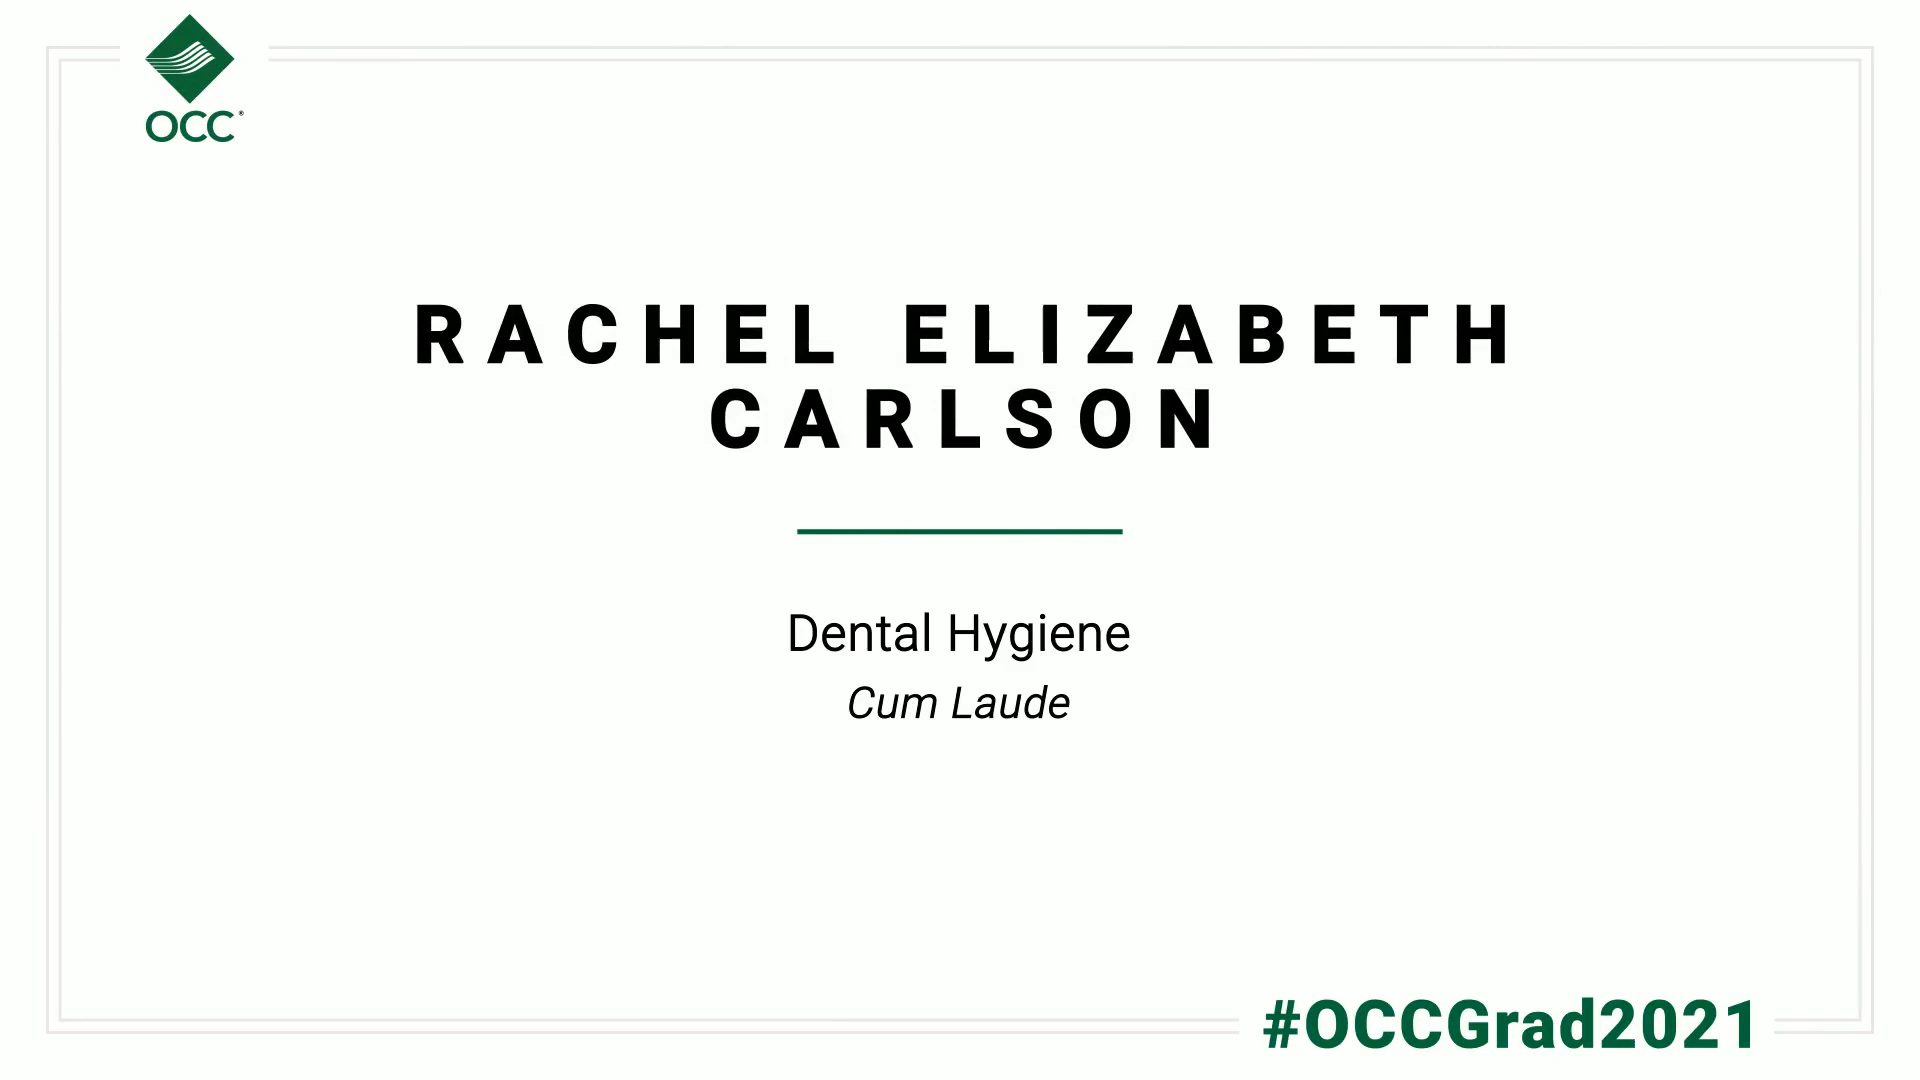 OCC®
RACHEL ELIZABETH
CARLSON
Dental Hygiene
Cum Laude
#OCCGrad2021